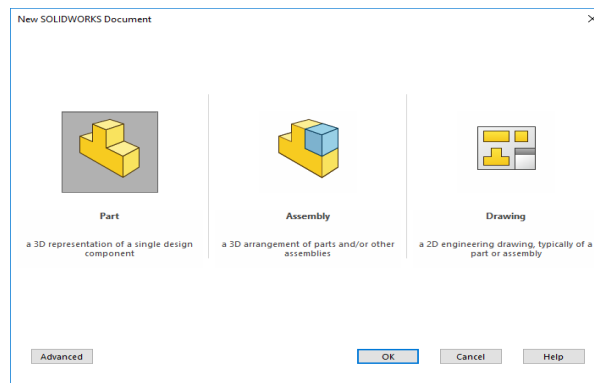 New SOLIDWORKS Document
Part
Assembly
Drawing
a 3D representation of a single design
component
a 3D arrangement of parts and/or other
assemblies
a 2D engineering drawing, typically of a
part or assembly
Advanced
OK
Cancel
Help